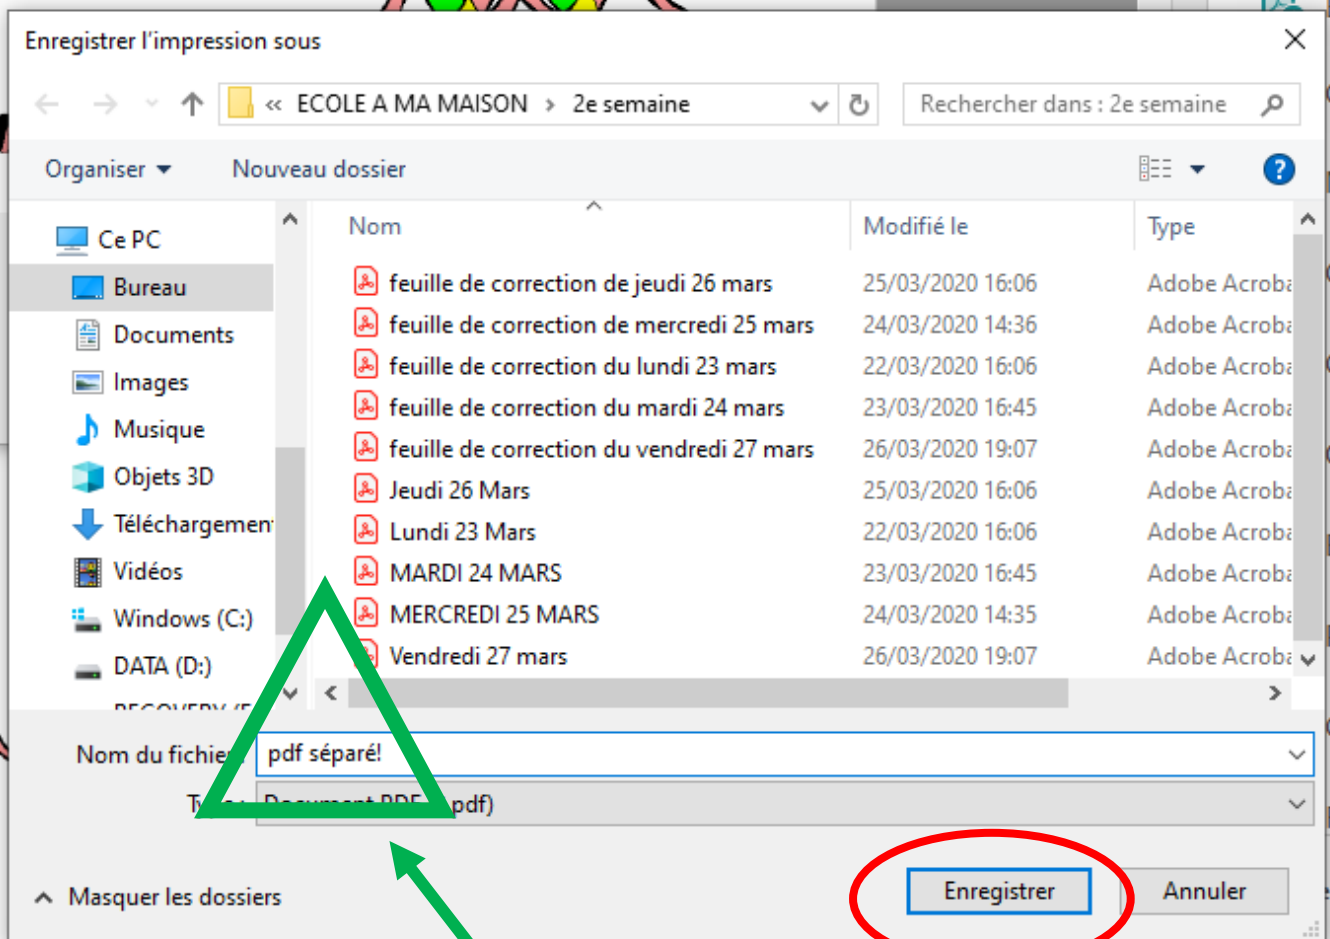 Enregistrer l'impression sous
« ECOLE A MA MAISON > 2e semaine
Rechercher dans : 2e semaine
Organiser
Nouveau dossier
Nom
Modifié le
Type
Ce PC
Bureau
Documents
Images
Musique
Objets 3D
Téléchargemen
Vidéos
Windows (C:)
DATA (D:)
feuille de correction de jeudi 26 mars 25/03/2020 16:06 Adobe Acroba
feuille de correction de mercredi 25 mars 24/03/2020 14:36 Adobe Acroba
feuille de correction du lundi 23 mars 22/03/2020 16:06 Adobe Acroba
feuille de correction du mardi 24 mars 23/03/2020 16:45 Adobe Acroba
feuille de correction du vendredi 27 mars 26/03/2020 19:07 Adobe Acroba
Jeudi 26 Mars 25/03/2020 16:06 Adobe Acroba
Lundi 23 Mars 22/03/2020 16:06 Adobe Acroba
MARDI 24 MARS 23/03/2020 16:45 Adobe Acroba
MERCREDI 25 MARS 24/03/2020 14:35 Adobe Acroba
Vendredi 27 mars 26/03/2020 19:07 Adobe Acroba
Nom du fichier pdf séparé!
Type : Document PDF pdf)
Masquer les dossiers
Enregistrer
Annuler